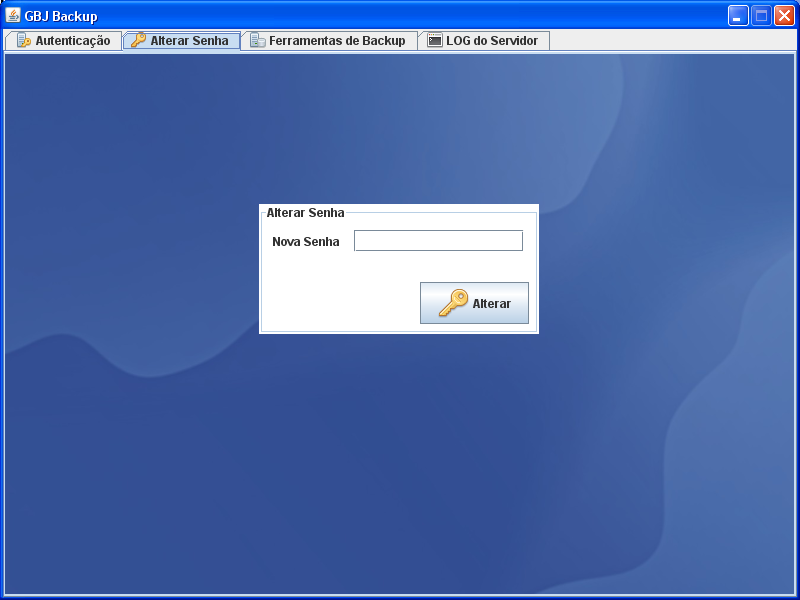 GBJ Backup
Autenticação Alterar Senha Ferramentas de Backup LOG do Servidor
Alterar Senha
Nova Senha
Alterar